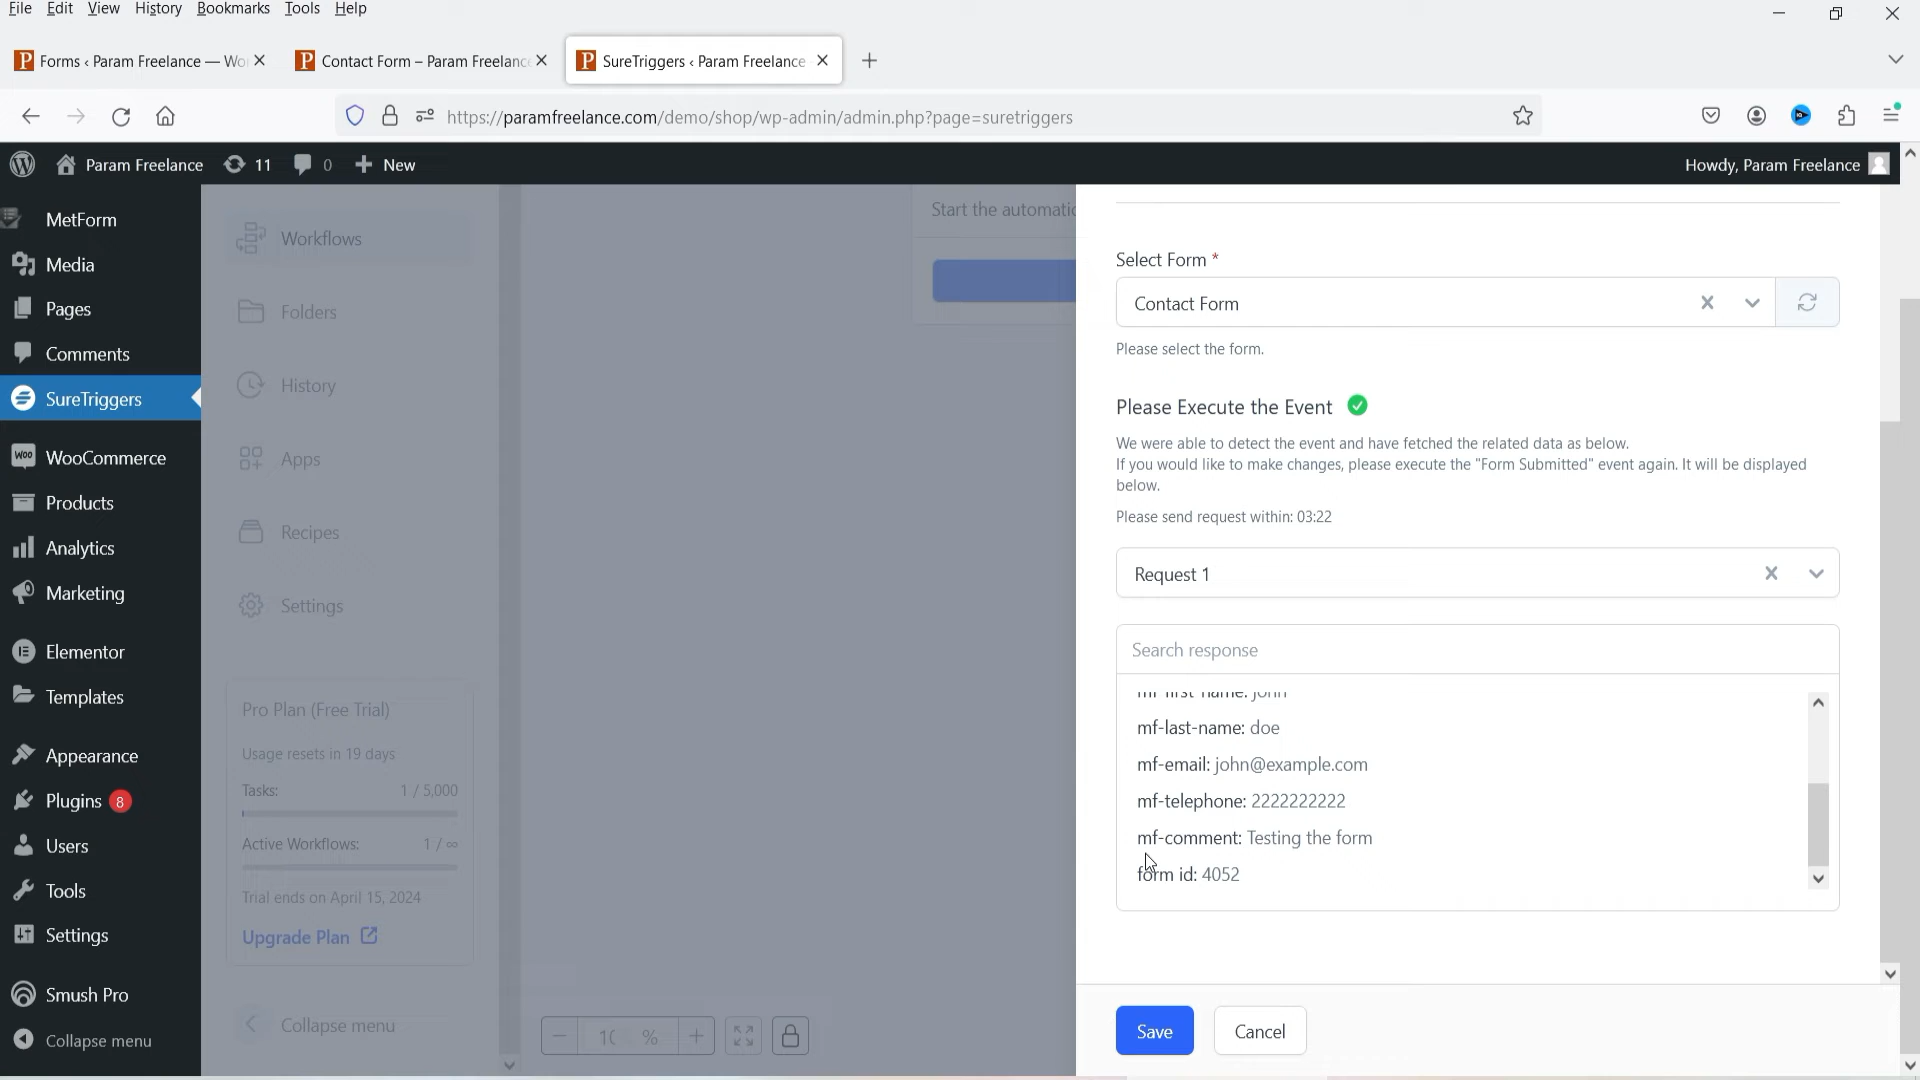 File Edit View History Bookmarks Tools Help
Forms ‹ Param Freelance — Wo
Contact Form – Param Freelanc
SureTriggers ‹ Param Freelance
https://paramfreelance.com/demo/shop/wp-admin/admin.php?page=suretriggers
Param Freelance 11 0 New
Howdy, Param Freelance
MetForm
Media
Pages
Comments
SureTriggers
WooCommerce
Products
Analytics
Marketing
Elementor
Templates
Appearance
Plugins 8
Users
Tools
Settings
Smush Pro
Collapse menu
Workflows
Folders
History
Apps
Recipes
Settings
Pro Plan (Free Trial)
Usage resets in 19 days
Tasks: 1 / 5,000
Active Workflows: 1 / ∞
Trial ends on April 15, 2024
Upgrade Plan
Collapse menu
Start the automatic
%
Select Form *
Contact Form
Please select the form.
Please Execute the Event
We were able to detect the event and have fetched the related data as below.
If you would like to make changes, please execute the "Form Submitted" event again. It will be displayed
below.
Please send request within: 03:22
Request 1
Search response
mf-first-name: john
mf-last-name: doe
mf-email: john@example.com
mf-telephone: 2222222222
mf-comment: Testing the form
form id: 4052
Save
Cancel